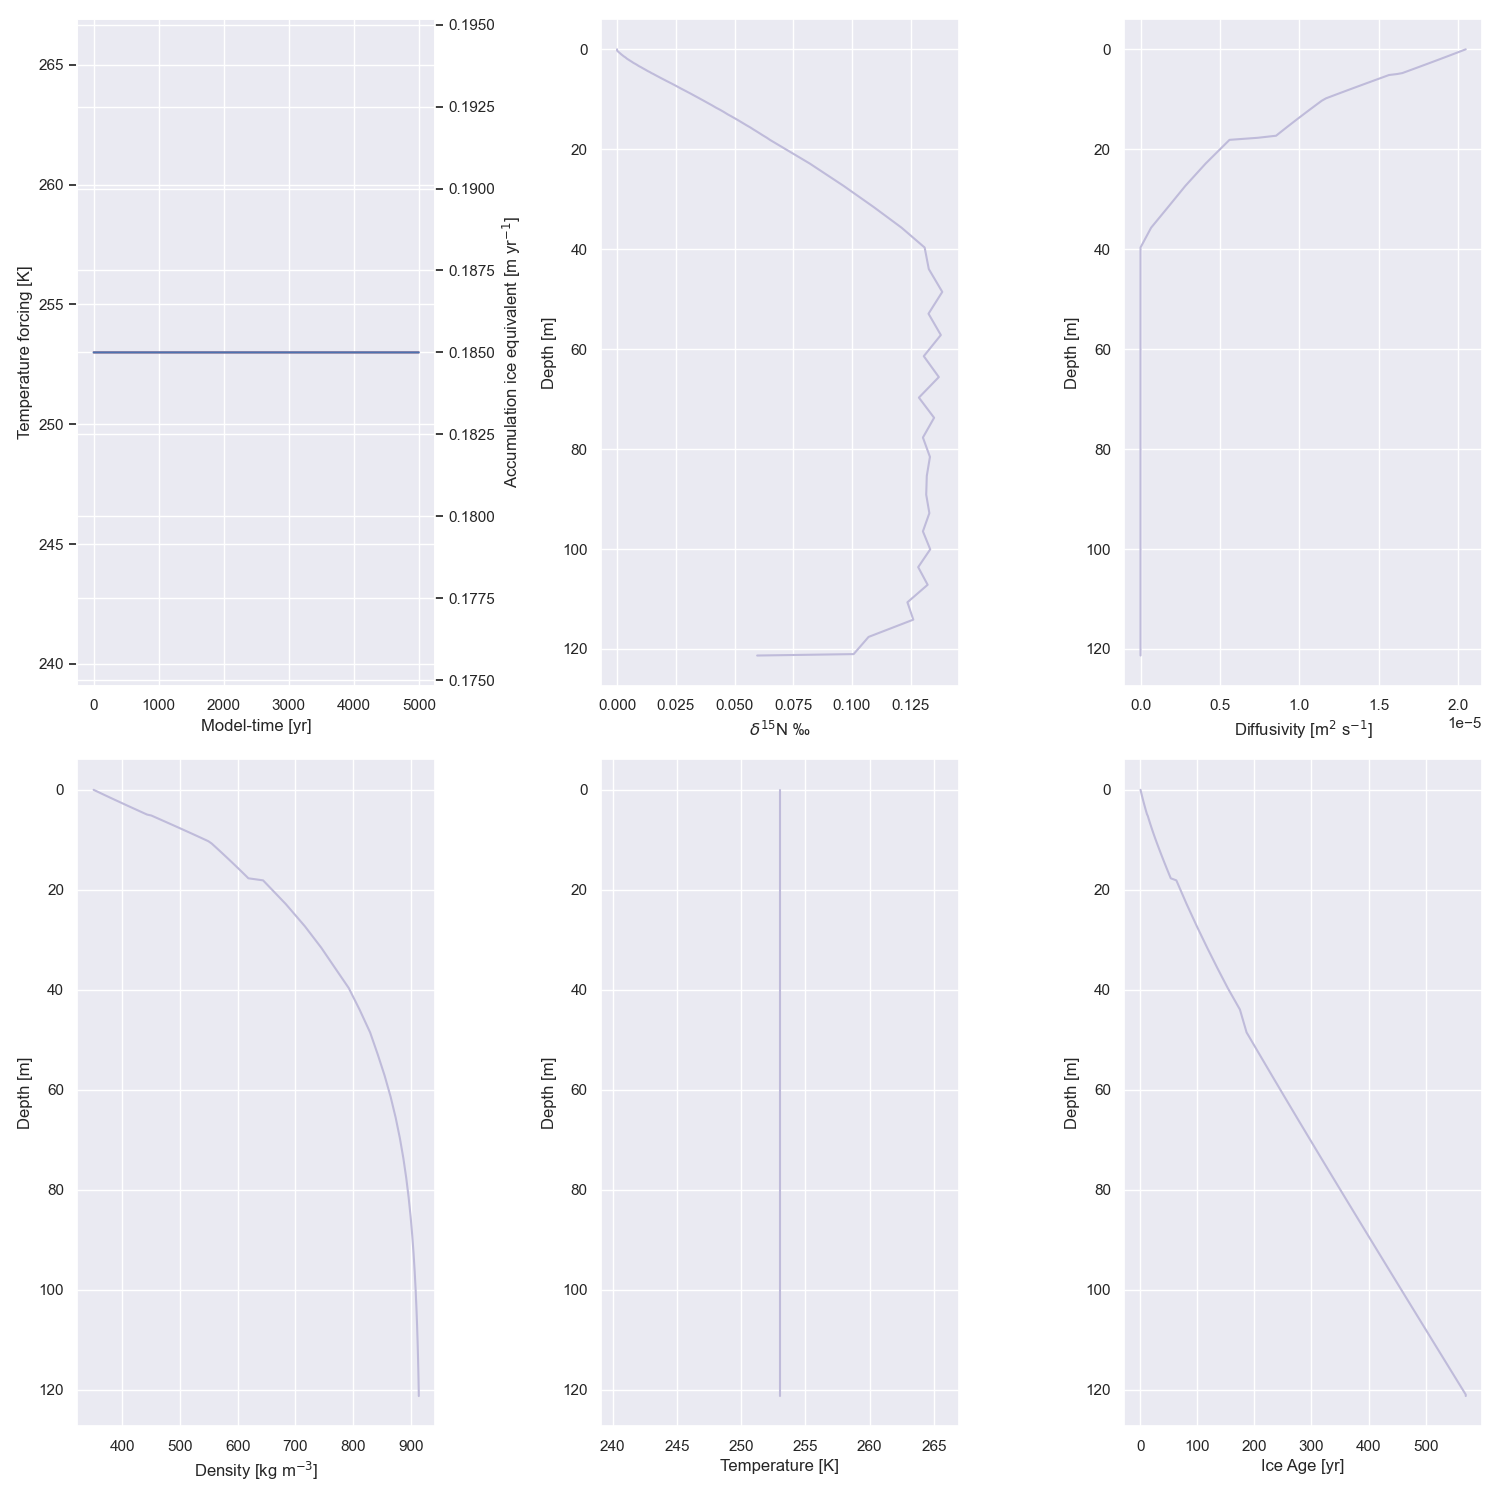 Temperature forcing [K]
265
260
255
250
245
240
0 1000 2000 3000 4000 5000
Model-time [yr]
0.1950
0.1925
0.1900
0.1875
0.1850
0.1825
0.1800
0.1775
0.1750
Accumulation ice equivalent [m yr⁻¹]
Depth [m]
0
20
40
60
80
100
120
0.000 0.025 0.050 0.075 0.100 0.125
δ¹⁵N ‰
Depth [m]
0
20
40
60
80
100
120
0.0 0.5 1.0 1.5 2.0
1e−5
Diffusivity [m² s⁻¹]
Depth [m]
0
20
40
60
80
100
120
400 500 600 700 800 900
Density [kg m⁻³]
Depth [m]
0
20
40
60
80
100
120
240 245 250 255 260 265
Temperature [K]
Depth [m]
0
20
40
60
80
100
120
0 100 200 300 400 500
Ice Age [yr]